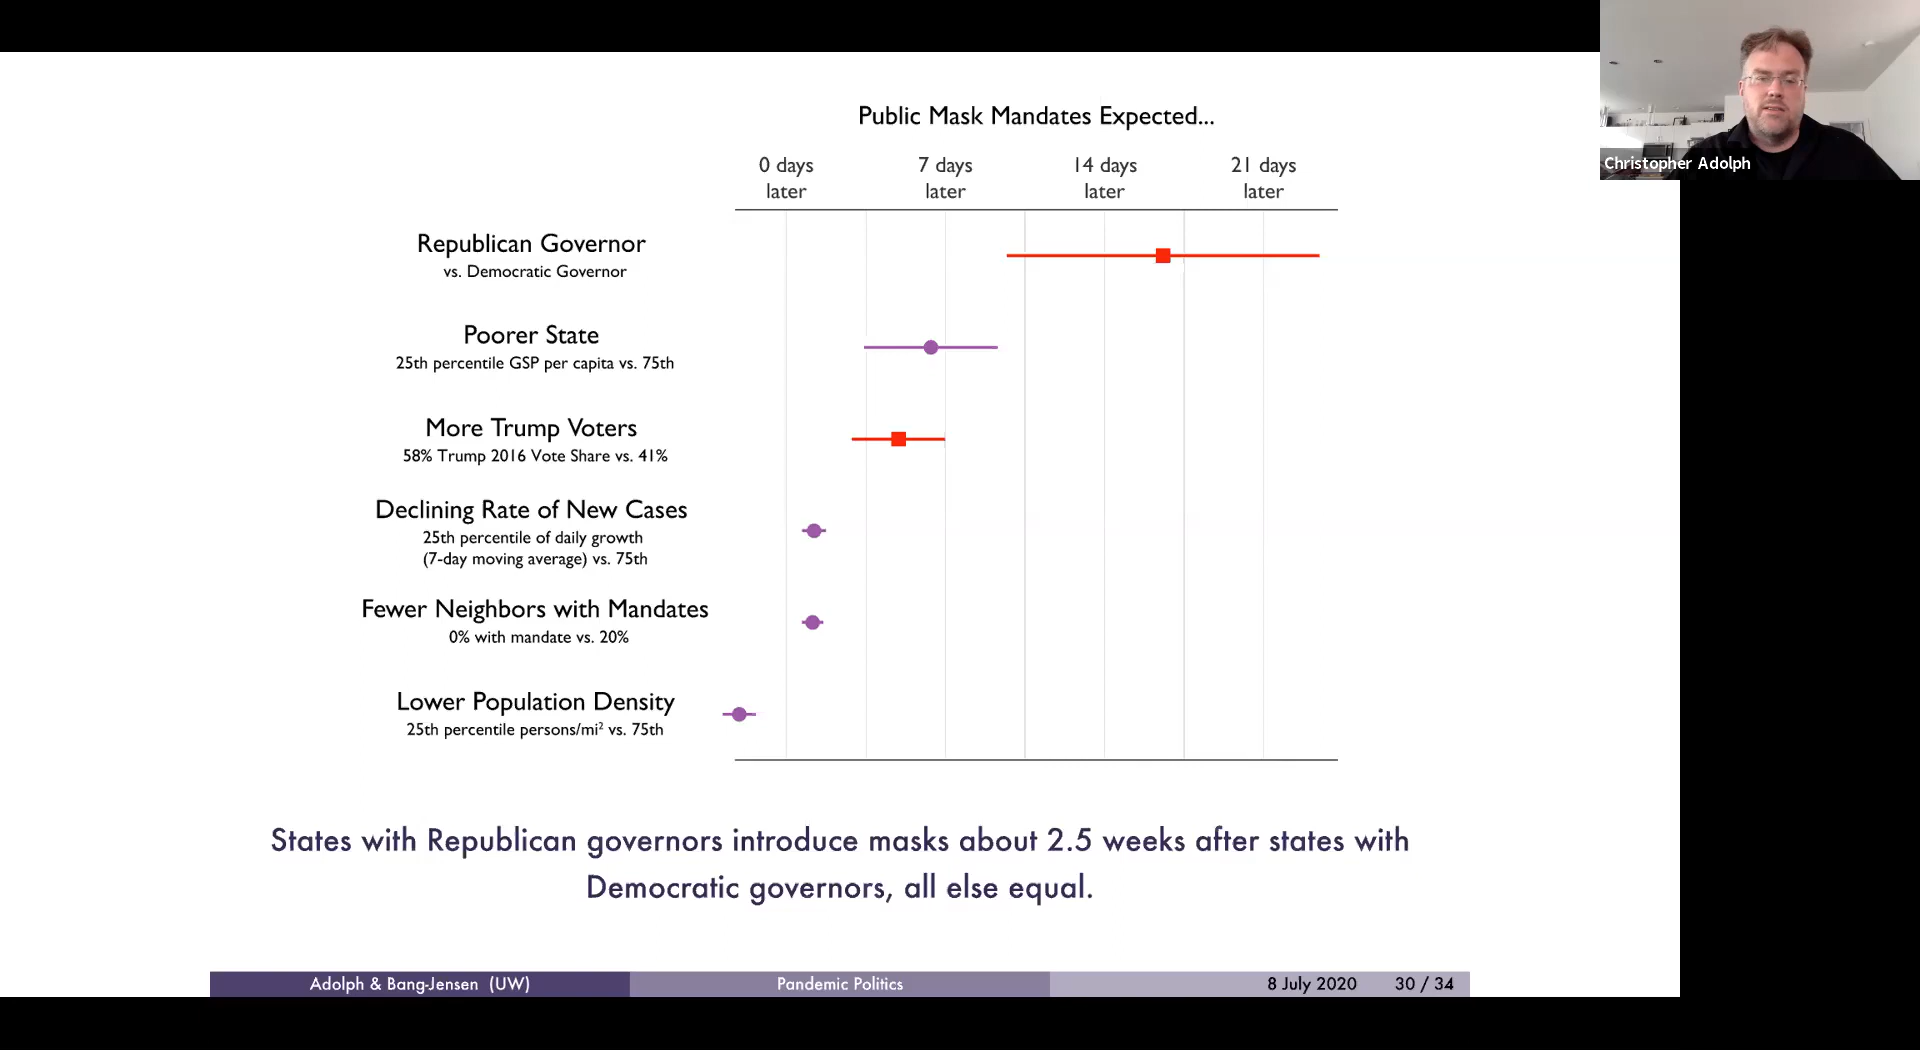 Christopher Adolph
Public Mask Mandates Expected...
0 days 7 days 14 days 21 days
later later later later
Republican Governor
vs. Democratic Governor
Poorer State
25th percentile GSP per capita vs. 75th
More Trump Voters
58% Trump 2016 Vote Share vs. 41%
Declining Rate of New Cases
25th percentile of daily growth
(7-day moving average) vs. 75th
Fewer Neighbors with Mandates
0% with mandate vs. 20%
Lower Population Density
25th percentile persons/mi² vs. 75th
States with Republican governors introduce masks about 2.5 weeks after states with
Democratic governors, all else equal.
Adolph & Bang-Jensen (UW) Pandemic Politics 8 July 2020 30 / 34